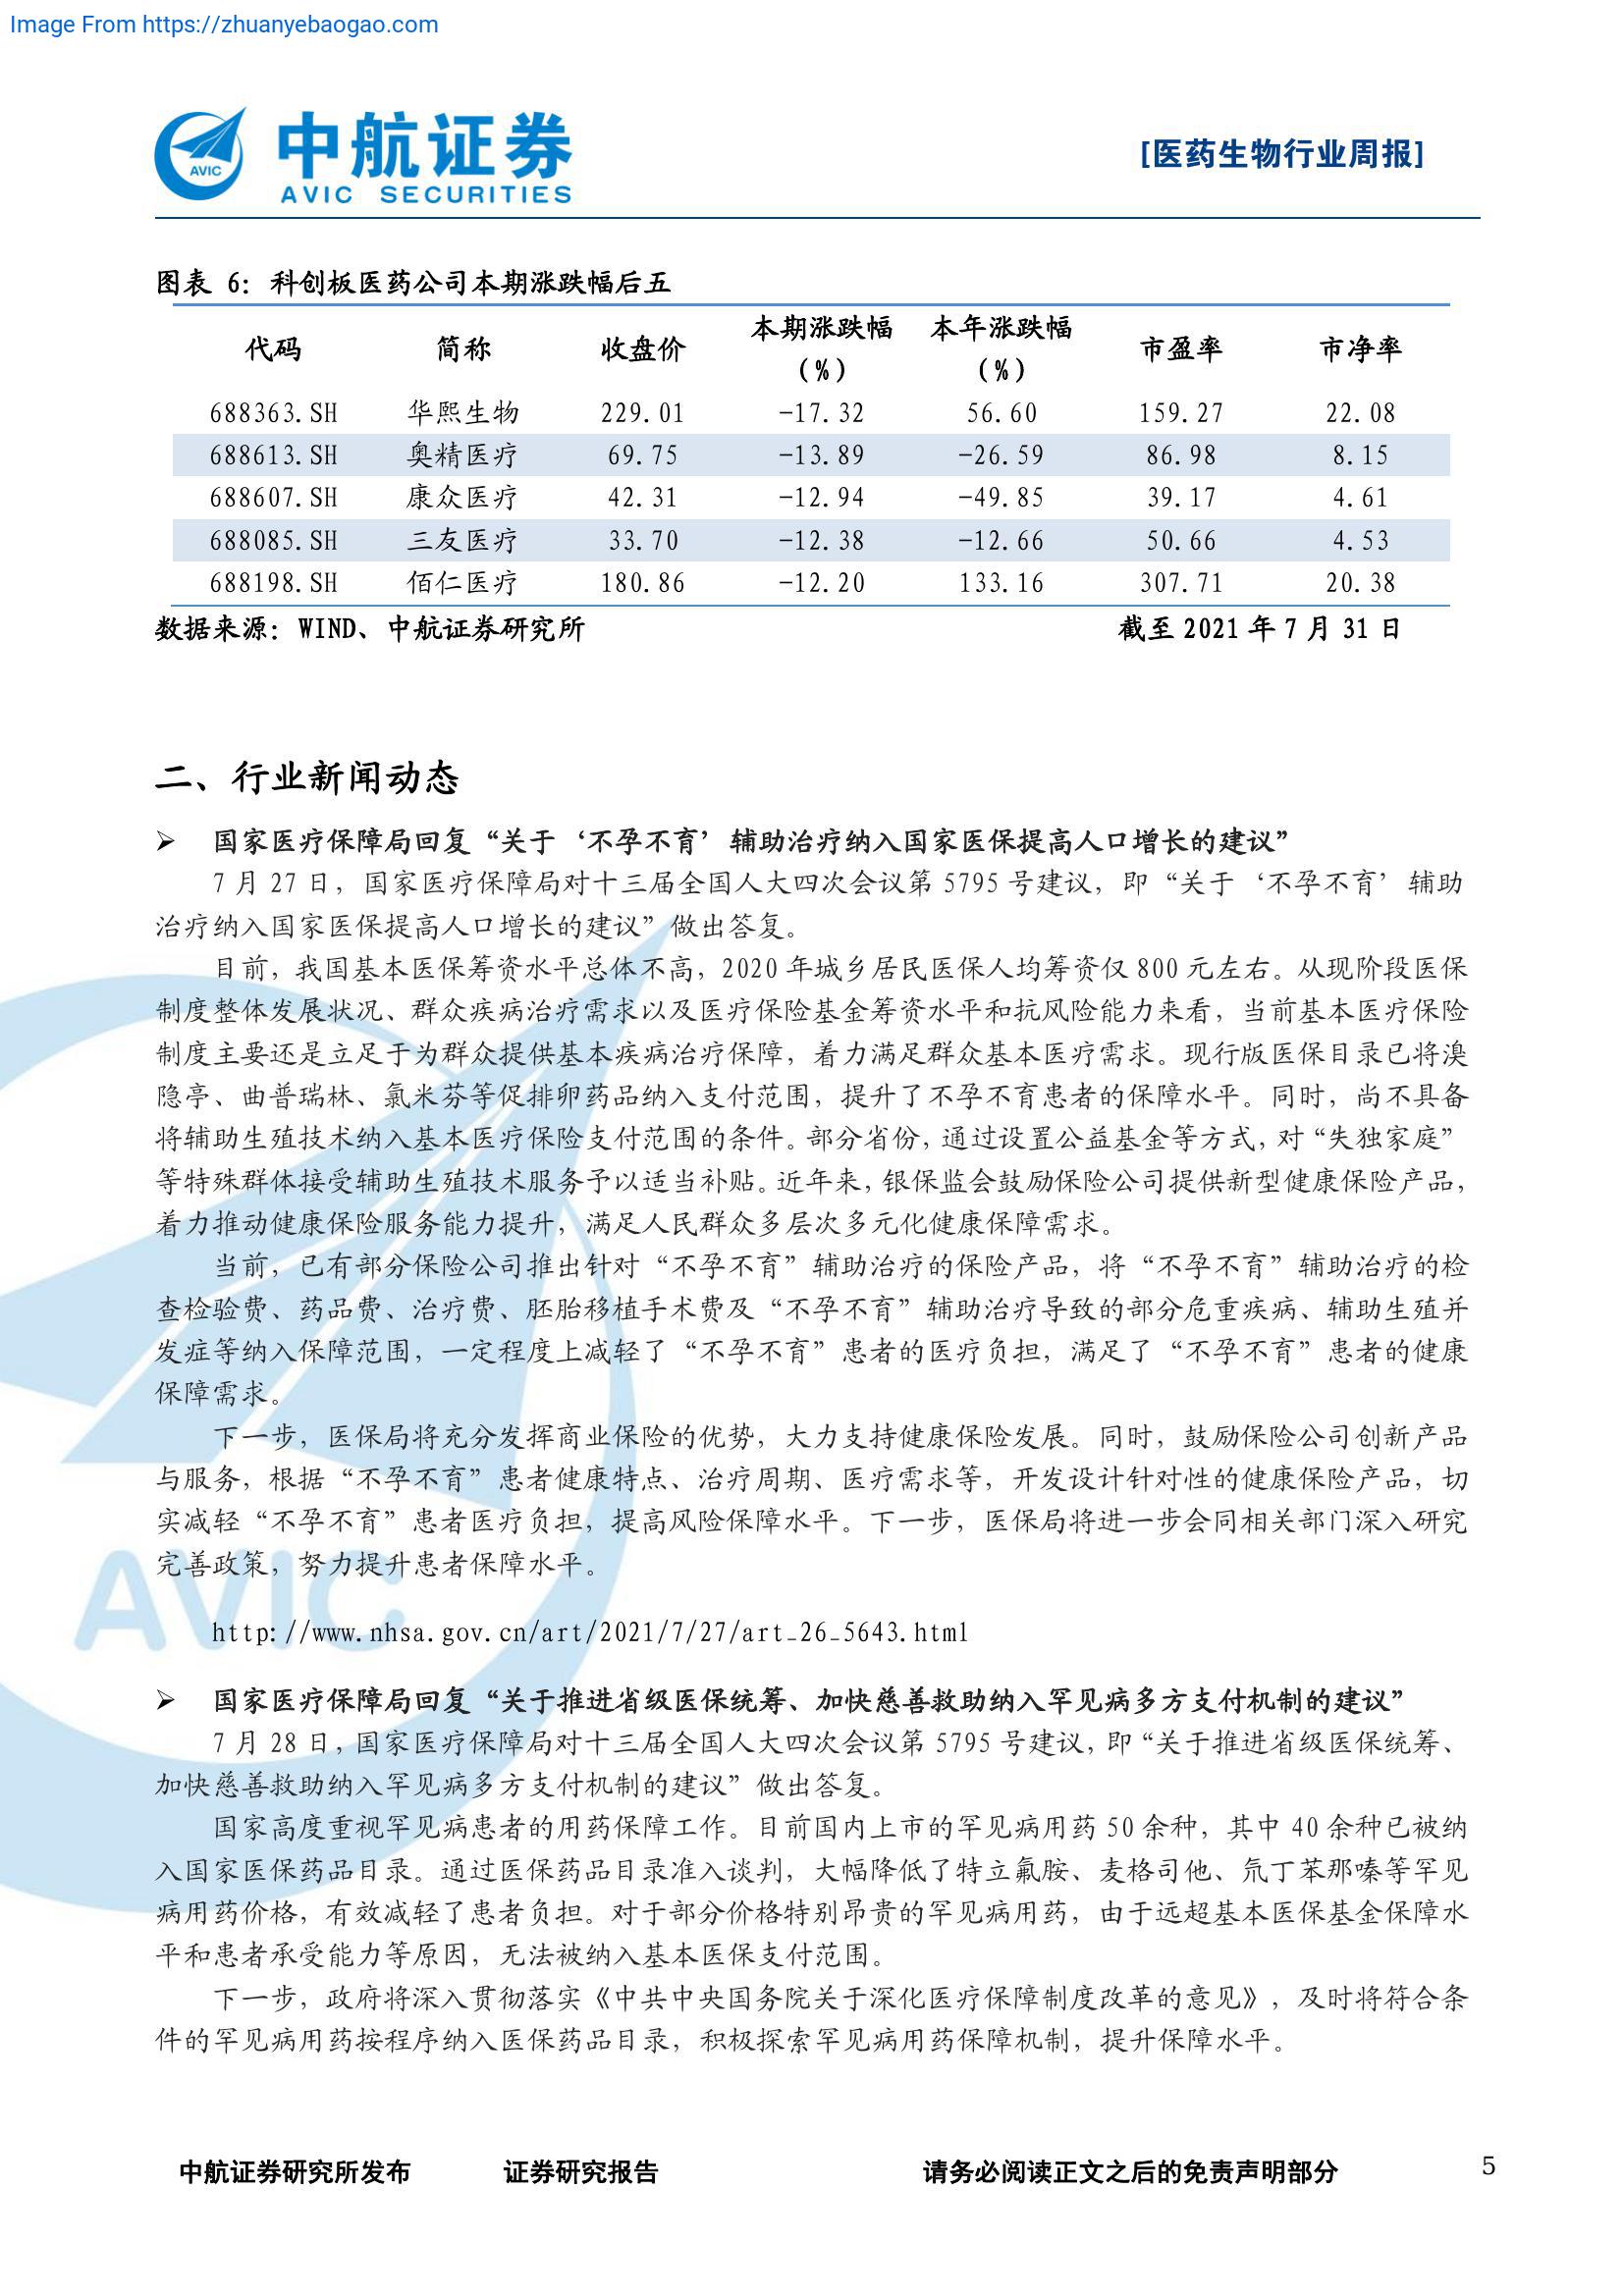 Image From https://zhuanyebaogao.com
AVIC
中航证券
AVIC SECURITIES
[医药生物行业周报]
图表 6：科创板医药公司本期涨跌幅后五
代码 简称 收盘价 本期涨跌幅（%） 本年涨跌幅（%） 市盈率 市净率
688363.SH 华熙生物 229.01 -17.32 56.60 159.27 22.08
688613.SH 奥精医疗 69.75 -13.89 -26.59 86.98 8.15
688607.SH 康众医疗 42.31 -12.94 -49.85 39.17 4.61
688085.SH 三友医疗 33.70 -12.38 -12.66 50.66 4.53
688198.SH 佰仁医疗 180.86 -12.20 133.16 307.71 20.38
数据来源：WIND、中航证券研究所 截至 2021 年 7 月 31 日
二、行业新闻动态
➢ 国家医疗保障局回复“关于‘不孕不育’辅助治疗纳入国家医保提高人口增长的建议”
7 月 27 日，国家医疗保障局对十三届全国人大四次会议第 5795 号建议，即“关于‘不孕不育’辅助
治疗纳入国家医保提高人口增长的建议”做出答复。
目前，我国基本医保筹资水平总体不高，2020 年城乡居民医保人均筹资仅 800 元左右。从现阶段医保
制度整体发展状况、群众疾病治疗需求以及医疗保险基金筹资水平和抗风险能力来看，当前基本医疗保险
制度主要还是立足于为群众提供基本疾病治疗保障，着力满足群众基本医疗需求。现行版医保目录已将溴
隐亭、曲普瑞林、氯米芬等促排卵药品纳入支付范围，提升了不孕不育患者的保障水平。同时，尚不具备
将辅助生殖技术纳入基本医疗保险支付范围的条件。部分省份，通过设置公益基金等方式，对“失独家庭”
等特殊群体接受辅助生殖技术服务予以适当补贴。近年来，银保监会鼓励保险公司提供新型健康保险产品，
着力推动健康保险服务能力提升，满足人民群众多层次多元化健康保障需求。
当前，已有部分保险公司推出针对“不孕不育”辅助治疗的保险产品，将“不孕不育”辅助治疗的检
查检验费、药品费、治疗费、胚胎移植手术费及“不孕不育”辅助治疗导致的部分危重疾病、辅助生殖并
发症等纳入保障范围，一定程度上减轻了“不孕不育”患者的医疗负担，满足了“不孕不育”患者的健康
保障需求。
下一步，医保局将充分发挥商业保险的优势，大力支持健康保险发展。同时，鼓励保险公司创新产品
与服务，根据“不孕不育”患者健康特点、治疗周期、医疗需求等，开发设计针对性的健康保险产品，切
实减轻“不孕不育”患者医疗负担，提高风险保障水平。下一步，医保局将进一步会同相关部门深入研究
完善政策，努力提升患者保障水平。
AVIC
http://www.nhsa.gov.cn/art/2021/7/27/art_26_5643.html
➢ 国家医疗保障局回复“关于推进省级医保统筹、加快慈善救助纳入罕见病多方支付机制的建议”
7 月 28 日，国家医疗保障局对十三届全国人大四次会议第 5795 号建议，即“关于推进省级医保统筹、
加快慈善救助纳入罕见病多方支付机制的建议”做出答复。
国家高度重视罕见病患者的用药保障工作。目前国内上市的罕见病用药 50 余种，其中 40 余种已被纳
入国家医保药品目录。通过医保药品目录准入谈判，大幅降低了特立氟胺、麦格司他、氘丁苯那嗪等罕见
病用药价格，有效减轻了患者负担。对于部分价格特别昂贵的罕见病用药，由于远超基本医保基金保障水
平和患者承受能力等原因，无法被纳入基本医保支付范围。
下一步，政府将深入贯彻落实《中共中央国务院关于深化医疗保障制度改革的意见》，及时将符合条
件的罕见病用药按程序纳入医保药品目录，积极探索罕见病用药保障机制，提升保障水平。
中航证券研究所发布 证券研究报告 请务必阅读正文之后的免责声明部分 5